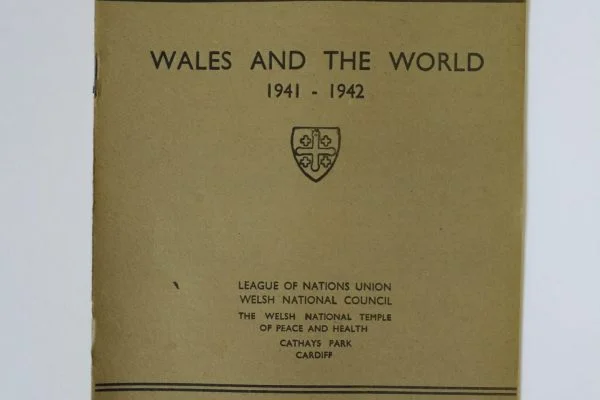 WALES AND THE WORLD
1941 - 1942
LEAGUE OF NATIONS UNION
WELSH NATIONAL COUNCIL
THE WELSH NATIONAL TEMPLE
OF PEACE AND HEALTH
CATHAYS PARK
CARDIFF